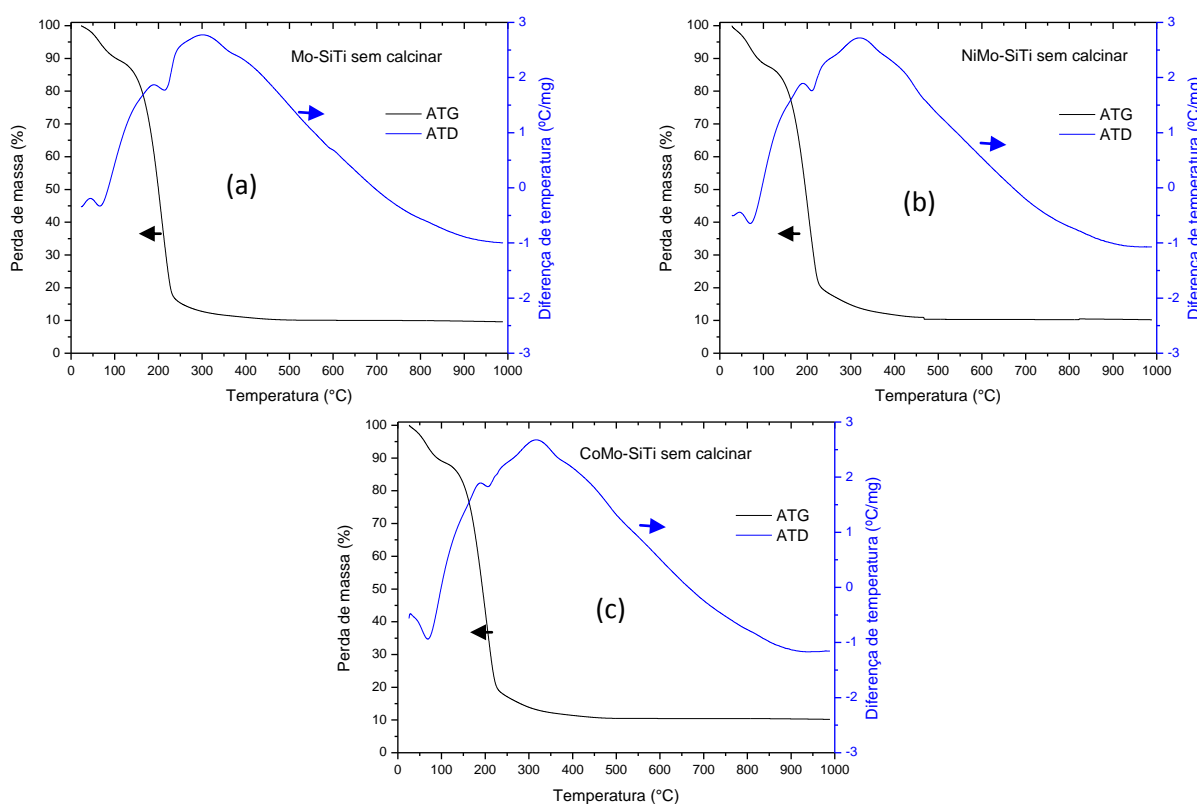 Mo-SiTi sem calcinar
ATG
ATD
(a)
100
90
80
70
60
50
40
30
20
10
0
Perda de massa (%)
3
2
1
0
-1
-2
-3
Diferença de temperatura (ºC/mg)
0 100 200 300 400 500 600 700 800 900 1000
Temperatura (°C)
NiMo-SiTi sem calcinar
ATG
ATD
(b)
100
90
80
70
60
50
40
30
20
10
0
Perda de massa (%)
3
2
1
0
-1
-2
-3
Diferença de temperatura (ºC/mg)
0 100 200 300 400 500 600 700 800 900 1000
Temperatura (°C)
CoMo-SiTi sem calcinar
ATG
ATD
(c)
100
90
80
70
60
50
40
30
20
10
0
Perda de massa (%)
3
2
1
0
-1
-2
-3
Diferença de temperatura (ºC/mg)
0 100 200 300 400 500 600 700 800 900 1000
Temperatura (°C)